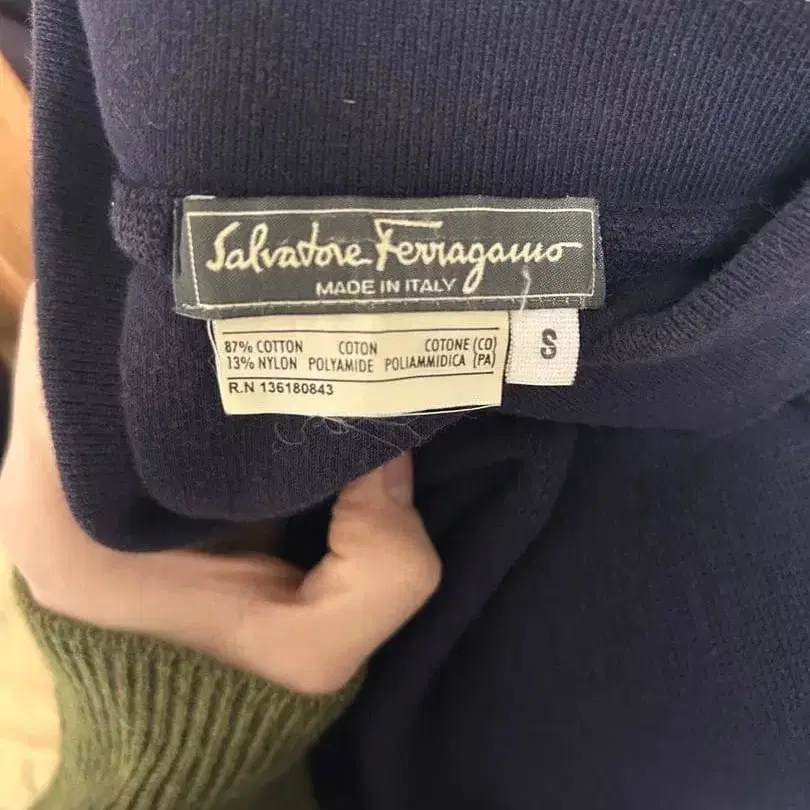 Salvatore Ferragamo
MADE IN ITALY
87% COTTON COTON COTONE (CO)
13% NYLON POLYAMIDE POLIAMMIDICA (PA)
R.N 136180843
S